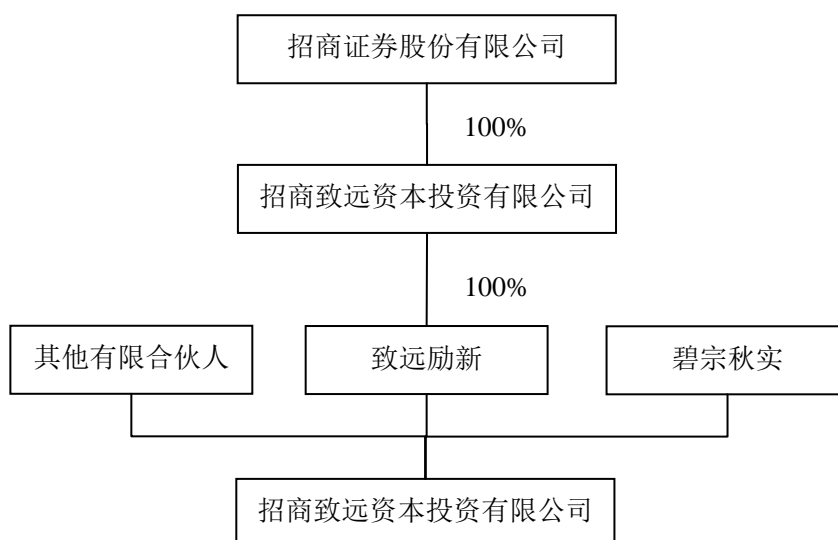 招商证券股份有限公司
100%
招商致远资本投资有限公司
100%
其他有限合伙人
致远励新
碧宗秋实
招商致远资本投资有限公司